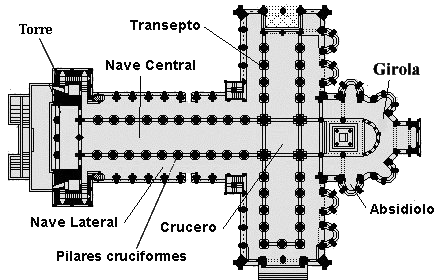 Transepto
Torre
Nave Central
Girola
Nave Lateral
Crucero
Absidiolo
Pilares cruciformes